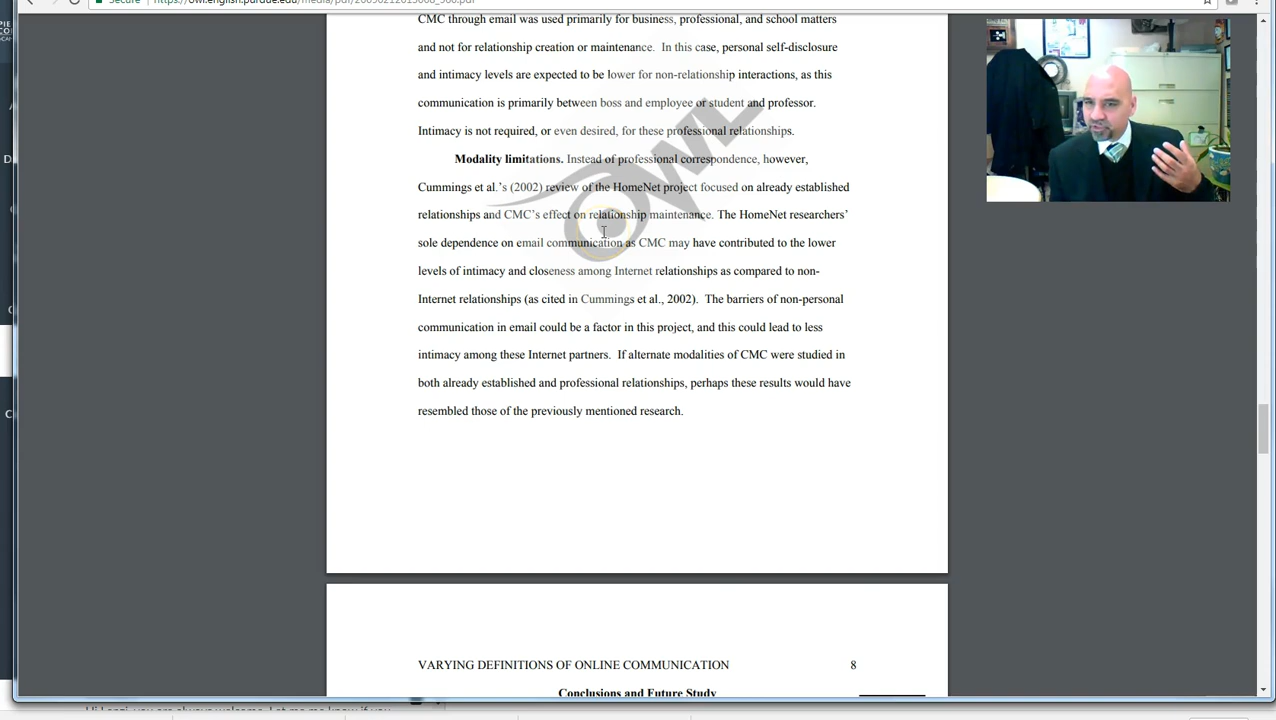 Secure https://owl.english.purdue.edu/media/pdf/20090212013008_560.pdf
CMC through email was used primarily for business, professional, and school matters
and not for relationship creation or maintenance. In this case, personal self-disclosure
and intimacy levels are expected to be lower for non-relationship interactions, as this
communication is primarily between boss and employee or student and professor.
Intimacy is not required, or even desired, for these professional relationships.
OWL
Modality limitations. Instead of professional correspondence, however,
Cummings et al.’s (2002) review of the HomeNet project focused on already established
relationships and CMC’s effect on relationship maintenance. The HomeNet researchers’
sole dependence on email communication as CMC may have contributed to the lower
levels of intimacy and closeness among Internet relationships as compared to non-
Internet relationships (as cited in Cummings et al., 2002). The barriers of non-personal
communication in email could be a factor in this project, and this could lead to less
intimacy among these Internet partners. If alternate modalities of CMC were studied in
both already established and professional relationships, perhaps these results would have
resembled those of the previously mentioned research.
VARYING DEFINITIONS OF ONLINE COMMUNICATION 8
Conclusions and Future Study